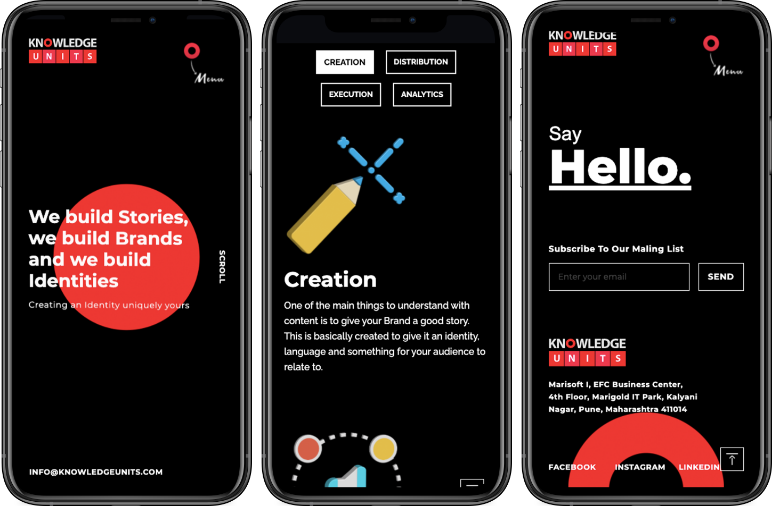 KNOWLEDGE
UNITS
Menu
We build Stories,
we build Brands
and we build
Identities
Creating an Identity uniquely yours
SCROLL
INFO@KNOWLEDGEUNITS.COM
CREATION
DISTRIBUTION
EXECUTION
ANALYTICS
Creation
One of the main things to understand with
content is to give your Brand a good story.
This is basically created to give it an identity,
language and something for your audience to
relate to.
KNOWLEDGE
UNITS
Menu
Say
Hello.
Subscribe To Our Maling List
Enter your email
SEND
KNOWLEDGE
UNITS
Marisoft I, EFC Business Center,
4th Floor, Marigold IT Park, Kalyani
Nagar, Pune, Maharashtra 411014
FACEBOOK
INSTAGRAM
LINKEDIN